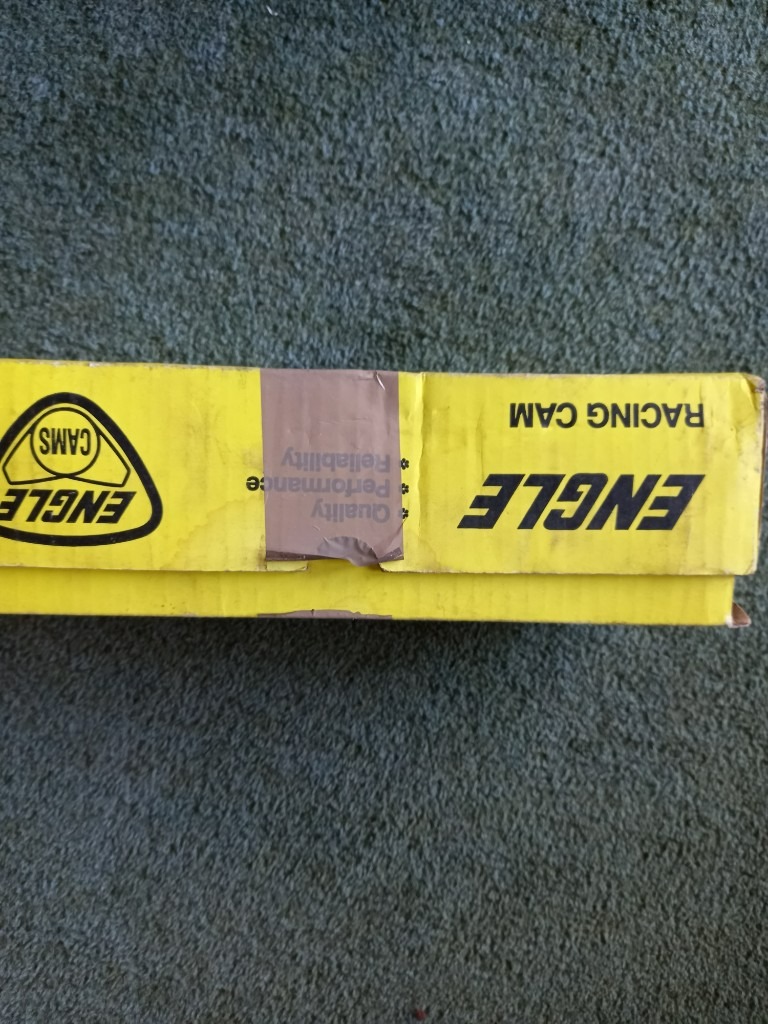 ENGLE
RACING CAM
* Quality
* Performance
* Reliability
ENGLE
CAMS